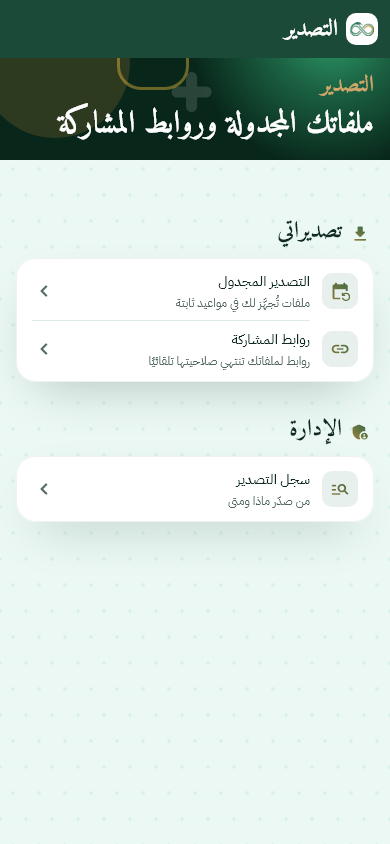 التصدير
التصدير
ملفاتك المجدولة وروابط المشاركة
تصديراتي
التصدير المجدول
ملفات تُجهَّز لك في مواعيد ثابتة
روابط المشاركة
روابط لملفاتك تنتهي صلاحيتها تلقائيًا
الإدارة
سجل التصدير
من صدّر ماذا ومتى